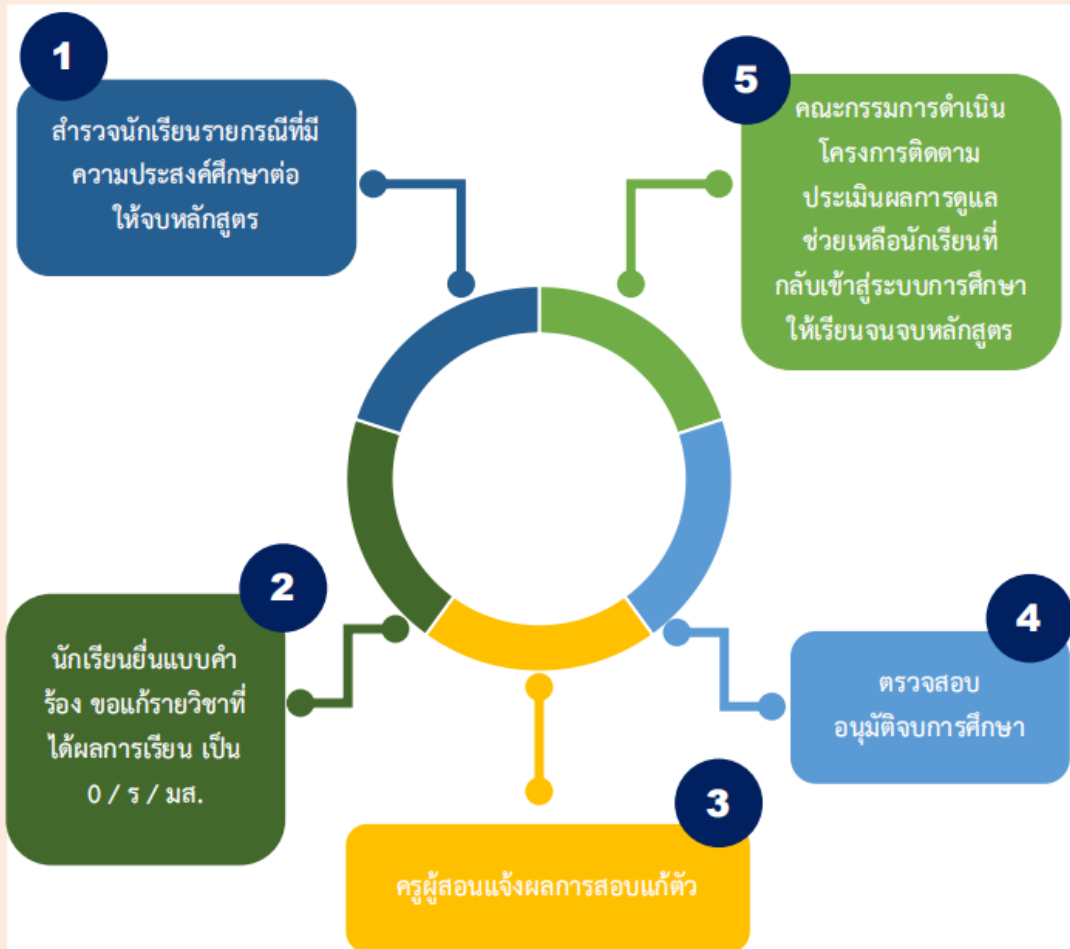 1
สำรวจนักเรียนรายกรณีที่มี
ความประสงค์ศึกษาต่อ
ให้จบหลักสูตร
2
นักเรียนยื่นแบบคำ
ร้อง ขอแก้รายวิชาที่
ได้ผลการเรียน เป็น
0 / ร / มส.
3
ครูผู้สอนแจ้งผลการสอบแก้ตัว
4
ตรวจสอบ
อนุมัติจบการศึกษา
5
คณะกรรมการดำเนิน
โครงการติดตาม
ประเมินผลการดูแล
ช่วยเหลือนักเรียนที่
กลับเข้าสู่ระบบการศึกษา
ให้เรียนจนจบหลักสูตร